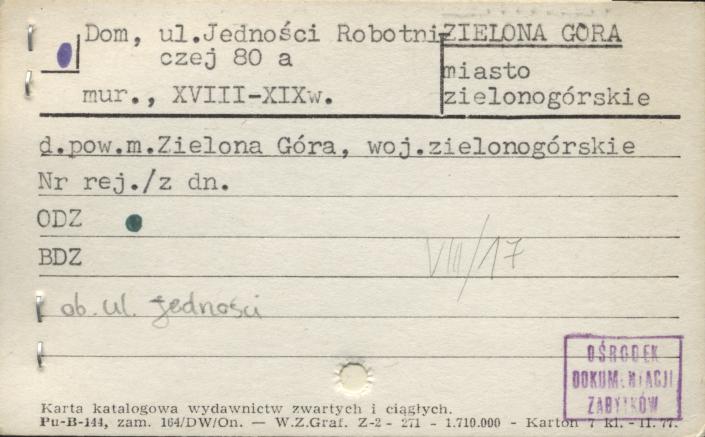 Dom, ul.Jedności Robotni
czej 80 a
mur., XVIII-XIXw.
ZIELONA GÓRA
miasto
zielonogórskie
d.pow.m.Zielona Góra, woj.zielonogórskie
Nr rej./z dn.
ODZ
BDZ
VIII/17
ob. ul. Jedności
OŚRODEK
DOKUMENTACJI
ZABYTKÓW
Karta katalogowa wydawnictw zwartych i ciągłych.
Pu-B-144, zam. 164/DW/On. — W.Z.Graf. Z-2 - 271 - 1.710.000 - Karton 7 kl. - 11. 77.